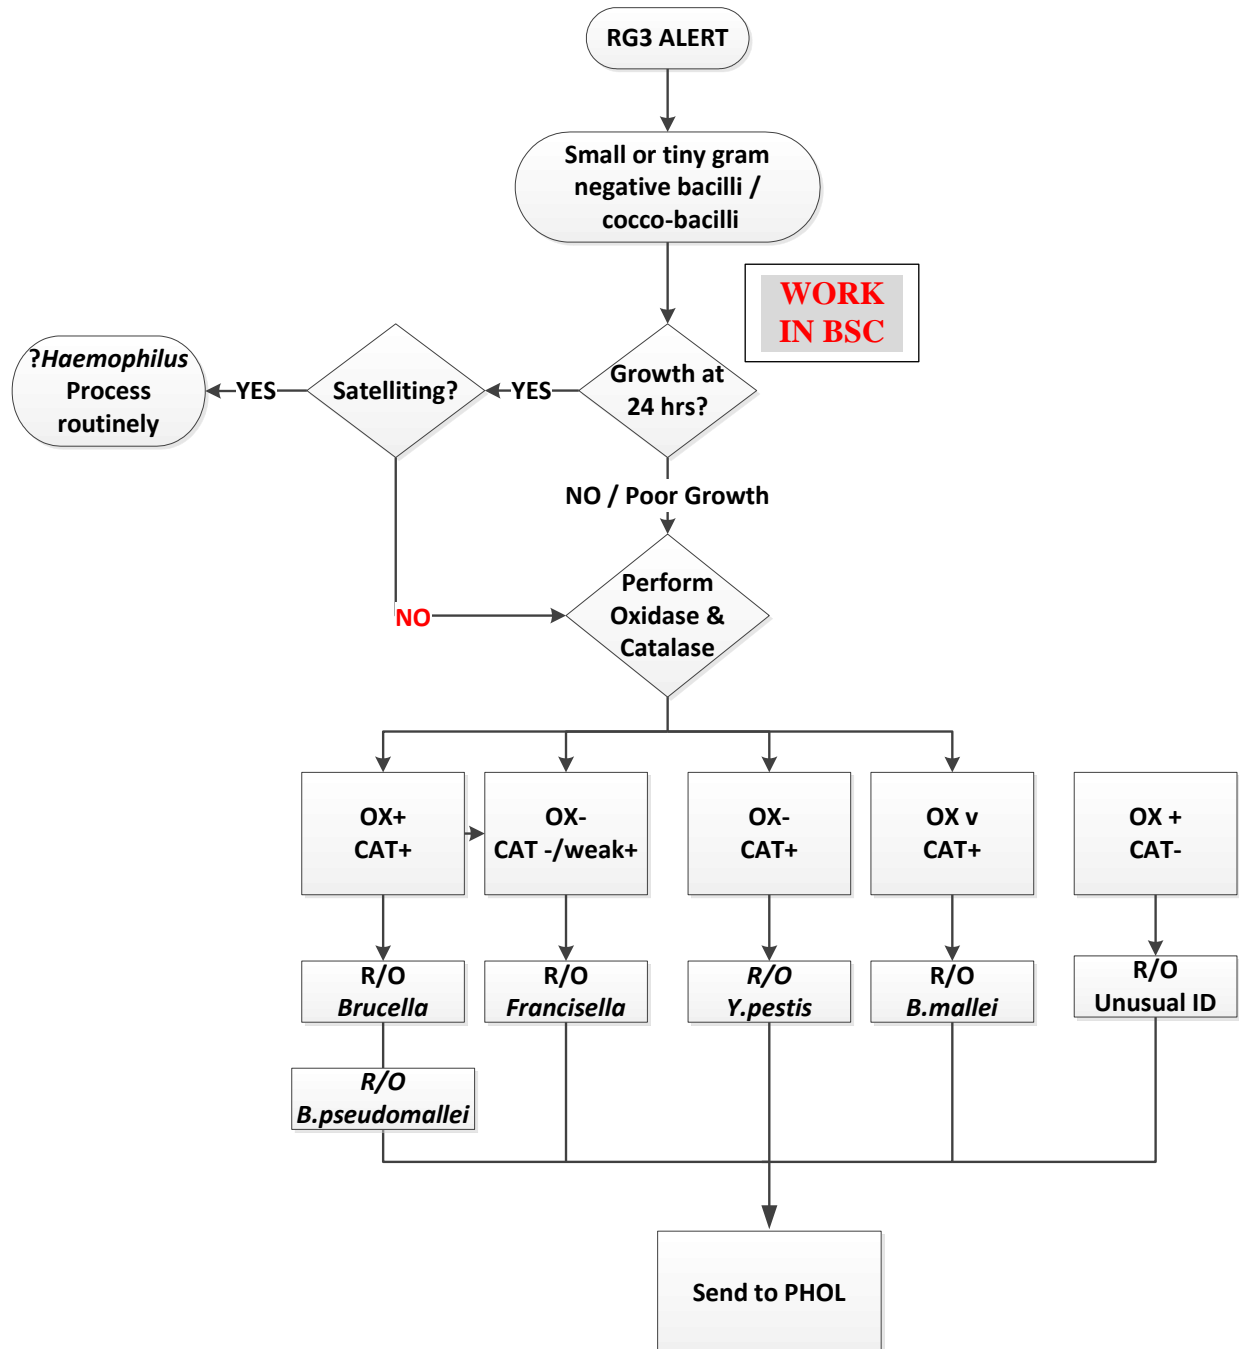 RG3 ALERT
Small or tiny gram
negative bacilli /
cocco-bacilli
WORK
IN BSC
Growth at
24 hrs?
YES
Satelliting?
YES
?Haemophilus
Process
routinely
NO / Poor Growth
NO
Perform
Oxidase &
Catalase
OX+
CAT+
OX-
CAT -/weak+
OX-
CAT+
OX v
CAT+
OX +
CAT-
R/O
Brucella
R/O
Francisella
R/O
Y.pestis
R/O
B.mallei
R/O
Unusual ID
R/O
B.pseudomallei
Send to PHOL